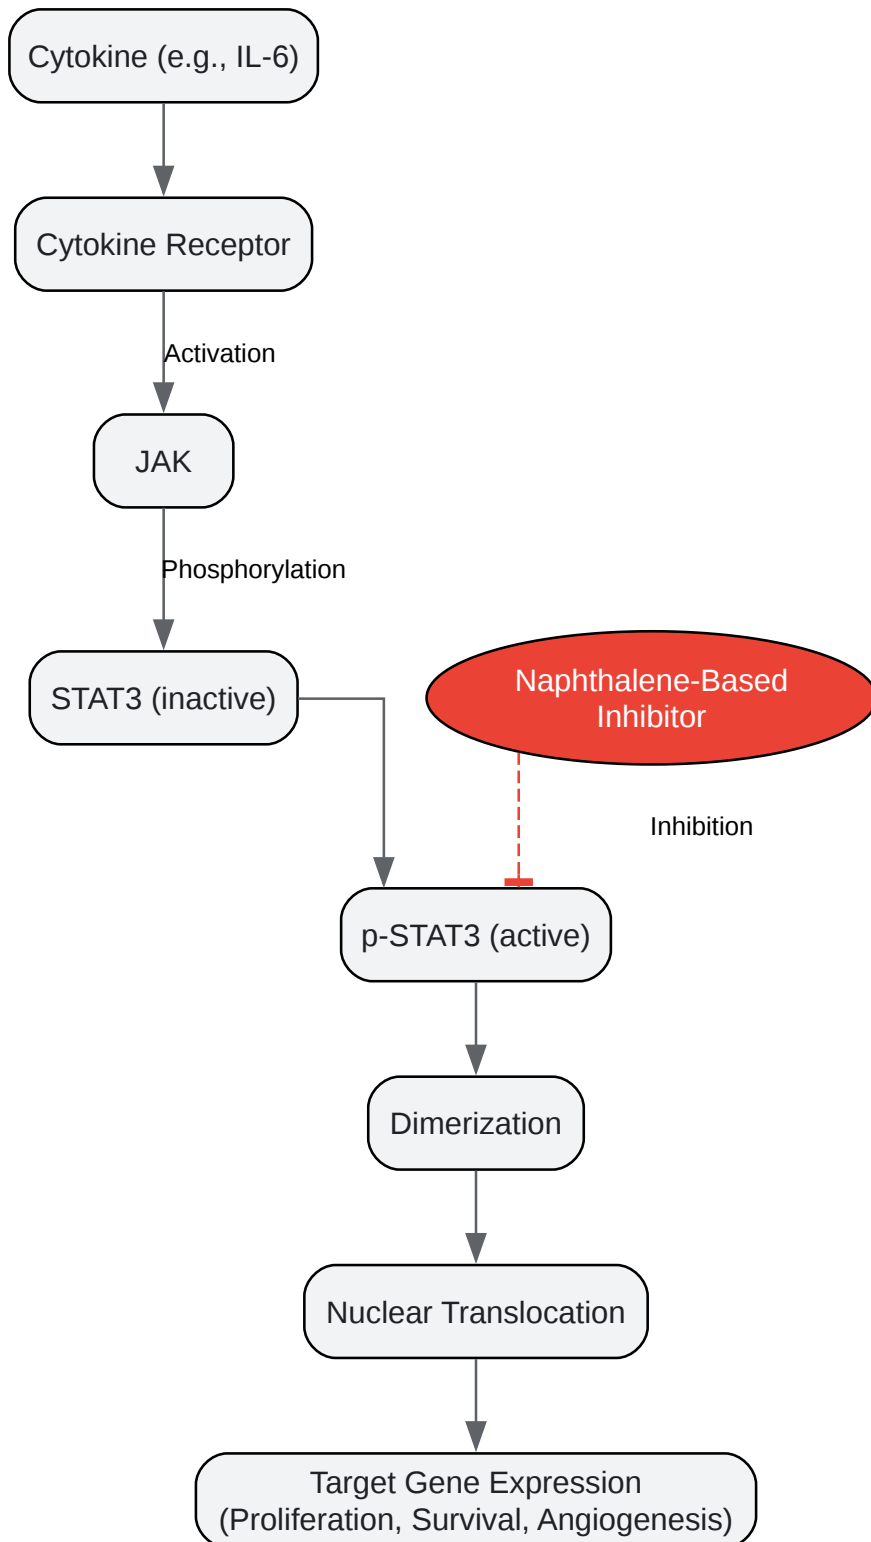 Cytokine (e.g., IL-6)
Cytokine Receptor
Activation
JAK
Phosphorylation
STAT3 (inactive)
Naphthalene-Based
Inhibitor
Inhibition
p-STAT3 (active)
Dimerization
Nuclear Translocation
Target Gene Expression
(Proliferation, Survival, Angiogenesis)